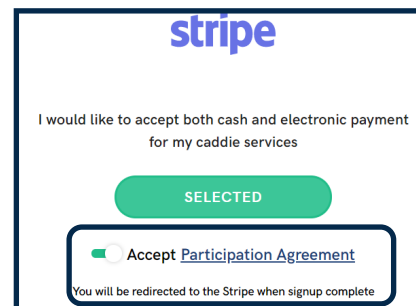 stripe
I would like to accept both cash and electronic payment
for my caddie services
SELECTED
Accept Participation Agreement
You will be redirected to the Stripe when signup complete